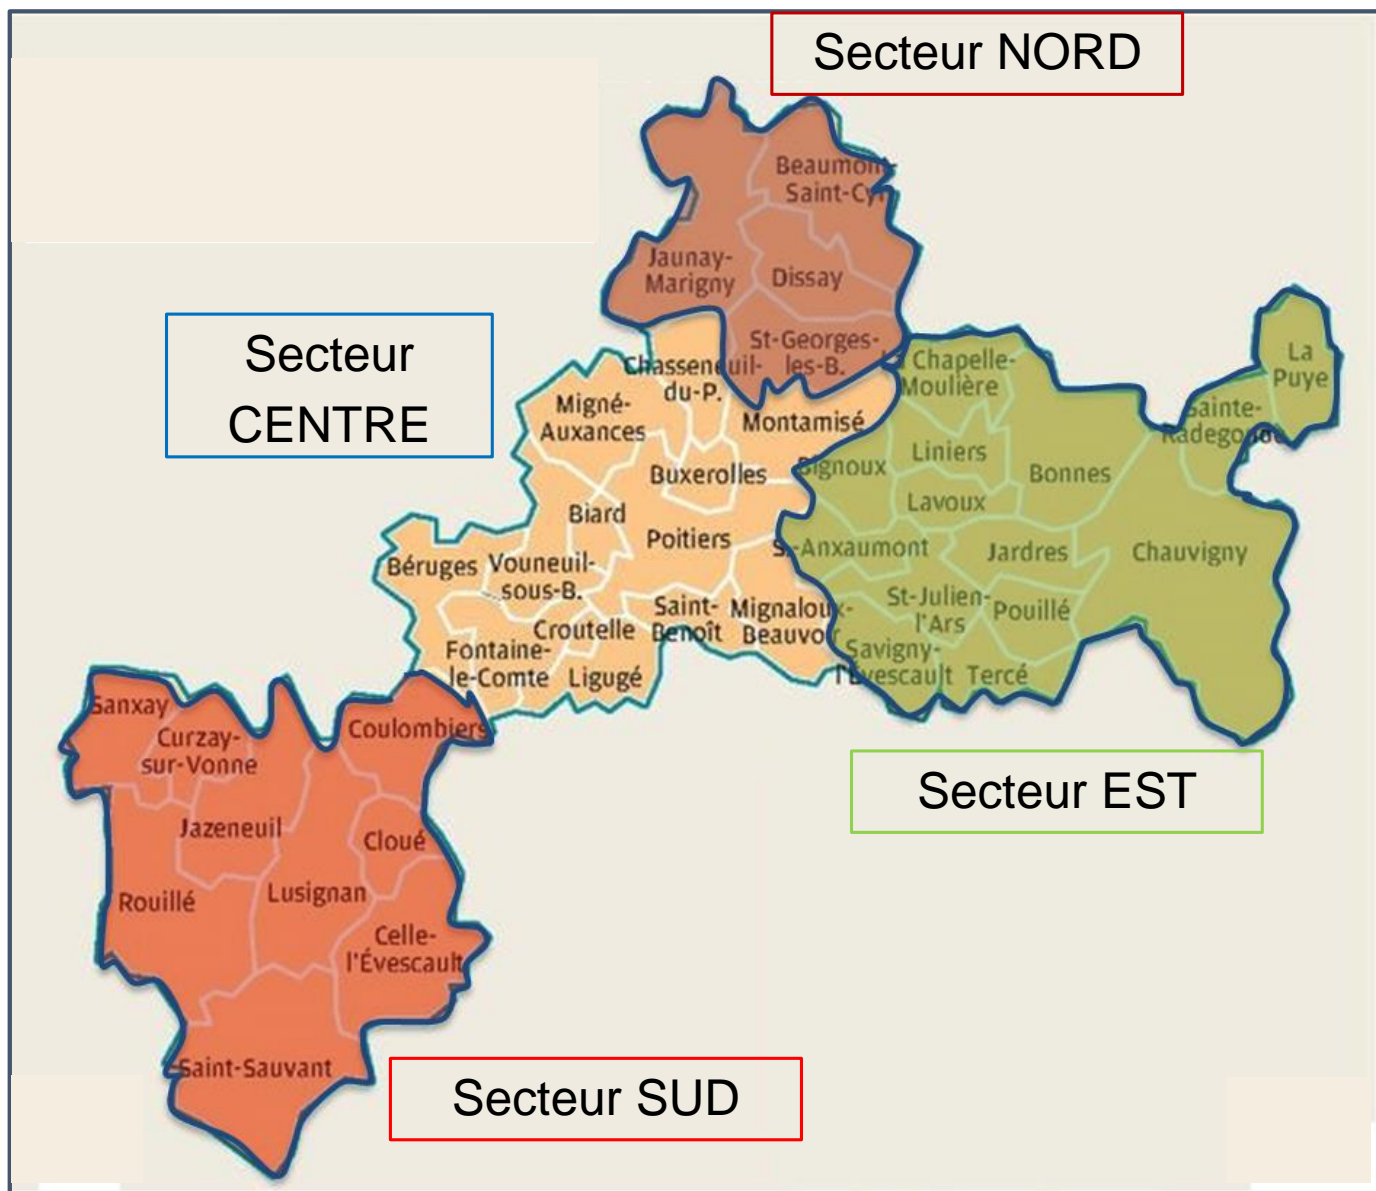 Secteur NORD
Beaumont-
Saint-Cyr
Jaunay-
Marigny
Dissay
St-Georges-
les-B.
Secteur
CENTRE
Chasseneuil-
du-P.
La Chapelle-
Moulière
La
Puye
Migné-
Auxances
Montamisé
Sainte-
Radegonde
Bignoux
Liniers
Bonnes
Buxerolles
Lavoux
Biard
Poitiers
S.-Anxaumont
Jardres
Chauvigny
Béruges
Vouneuil-
sous-B.
St-Julien-
l'Ars
Pouillé
Saint-
Benoît
Mignaloux-
Beauvoir
Croutelle
Fontaine-
le-Comte
Ligugé
Savigny-
l'Évescault
Tercé
Sanxay
Curzay-
sur-Vonne
Coulombiers
Secteur EST
Jazeneuil
Cloué
Rouillé
Lusignan
Celle-
l'Évescault
Saint-Sauvant
Secteur SUD